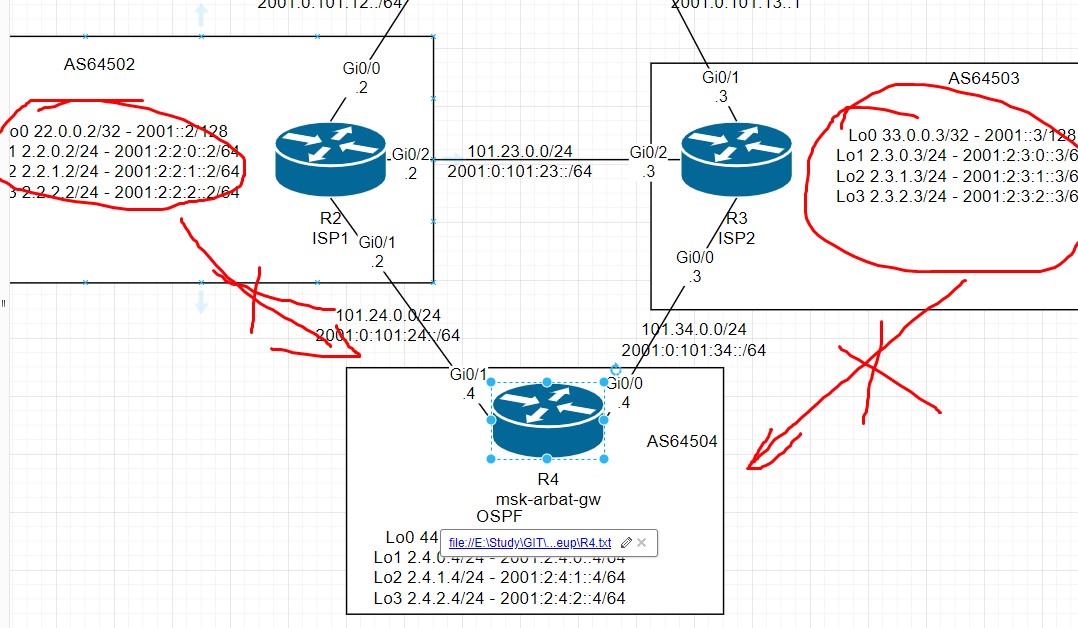 2001:0:101:12::/64
2001:0:101:13::1
AS64502
AS64503
Gi0/0
.2
Gi0/1
.3
o0 22.0.0.2/32 - 2001::2/128
1 2.2.0.2/24 - 2001:2:2:0::2/64
2 2.2.1.2/24 - 2001:2:2:1::2/64
3 2.2.2.2/24 - 2001:2:2:2::2/64
Lo0 33.0.0.3/32 - 2001::3/128
Lo1 2.3.0.3/24 - 2001:2:3:0::3/6
Lo2 2.3.1.3/24 - 2001:2:3:1::3/6
Lo3 2.3.2.3/24 - 2001:2:3:2::3/6
Gi0/2
.2
101.23.0.0/24
2001:0:101:23::/64
Gi0/2
.3
R2
ISP1
R3
ISP2
Gi0/1
.2
Gi0/0
.3
101.24.0.0/24
2001:0:101:24::/64
101.34.0.0/24
2001:0:101:34::/64
Gi0/1
.4
Gi0/0
.4
AS64504
R4
msk-arbat-gw
OSPF
Lo0 44
file://E:\Study\GIT\...eup\R4.txt
Lo1 2.4.0.4/24 - 2001:2:4:0::4/64
Lo2 2.4.1.4/24 - 2001:2:4:1::4/64
Lo3 2.4.2.4/24 - 2001:2:4:2::4/64